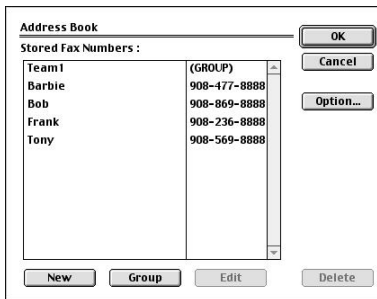 Address Book
OK
Stored Fax Numbers :
Cancel
Team1 (GROUP)
Barbie 908-477-8888
Bob 908-869-8888
Option...
Frank 908-236-8888
Tony 908-569-8888
New Group Edit Delete